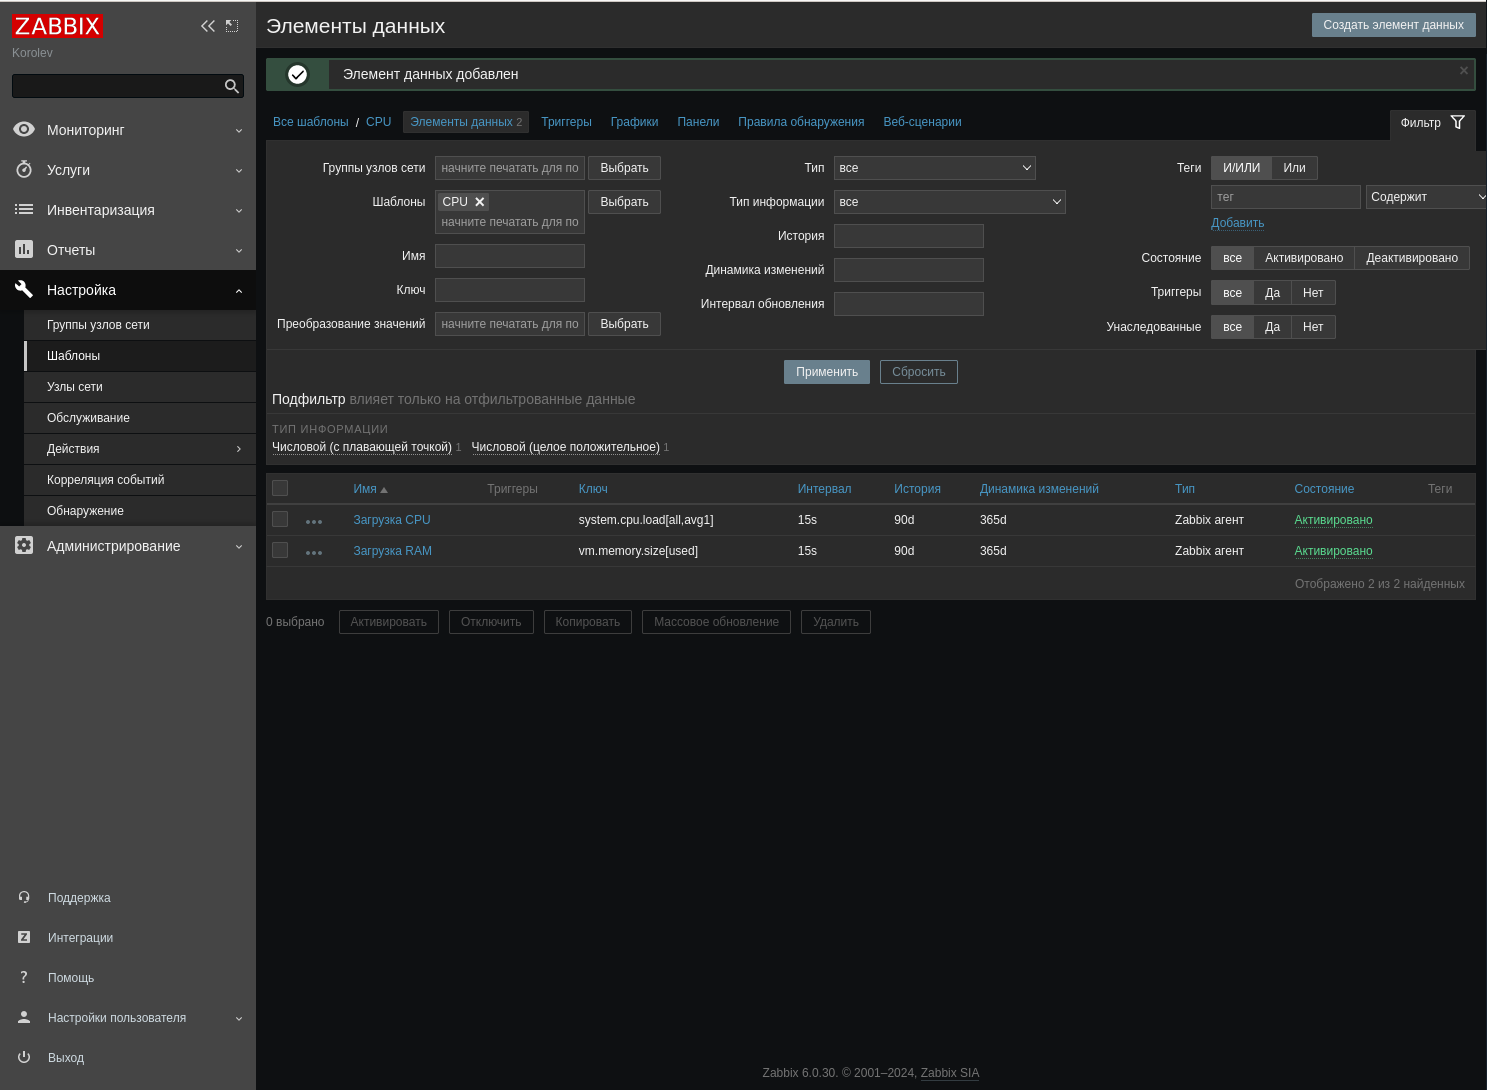 ZABBIX
Korolev
Мониторинг
Услуги
Инвентаризация
Отчеты
Настройка
Группы узлов сети
Шаблоны
Узлы сети
Обслуживание
Действия
Корреляция событий
Обнаружение
Администрирование
Поддержка
Интеграции
Помощь
Настройки пользователя
Выход
Элементы данных Создать элемент данных
Элемент данных добавлен
Все шаблоны / CPU Элементы данных 2 Триггеры Графики Панели Правила обнаружения Веб-сценарии Фильтр
Группы узлов сети начните печатать для по Выбрать
Шаблоны CPU Выбрать
начните печатать для по
Имя
Ключ
Преобразование значений начните печатать для по Выбрать
Тип все
Тип информации все
История
Динамика изменений
Интервал обновления
Теги И/ИЛИ Или
тег Содержит
Добавить
Состояние все Активировано Деактивировано
Триггеры все Да Нет
Унаследованные все Да Нет
Применить Сбросить
Подфильтр влияет только на отфильтрованные данные
ТИП ИНФОРМАЦИИ
Числовой (с плавающей точкой) 1 Числовой (целое положительное) 1
Имя Триггеры Ключ Интервал История Динамика изменений Тип Состояние Теги
Загрузка CPU system.cpu.load[all,avg1] 15s 90d 365d Zabbix агент Активировано
Загрузка RAM vm.memory.size[used] 15s 90d 365d Zabbix агент Активировано
Отображено 2 из 2 найденных
0 выбрано Активировать Отключить Копировать Массовое обновление Удалить
Zabbix 6.0.30. © 2001–2024, Zabbix SIA